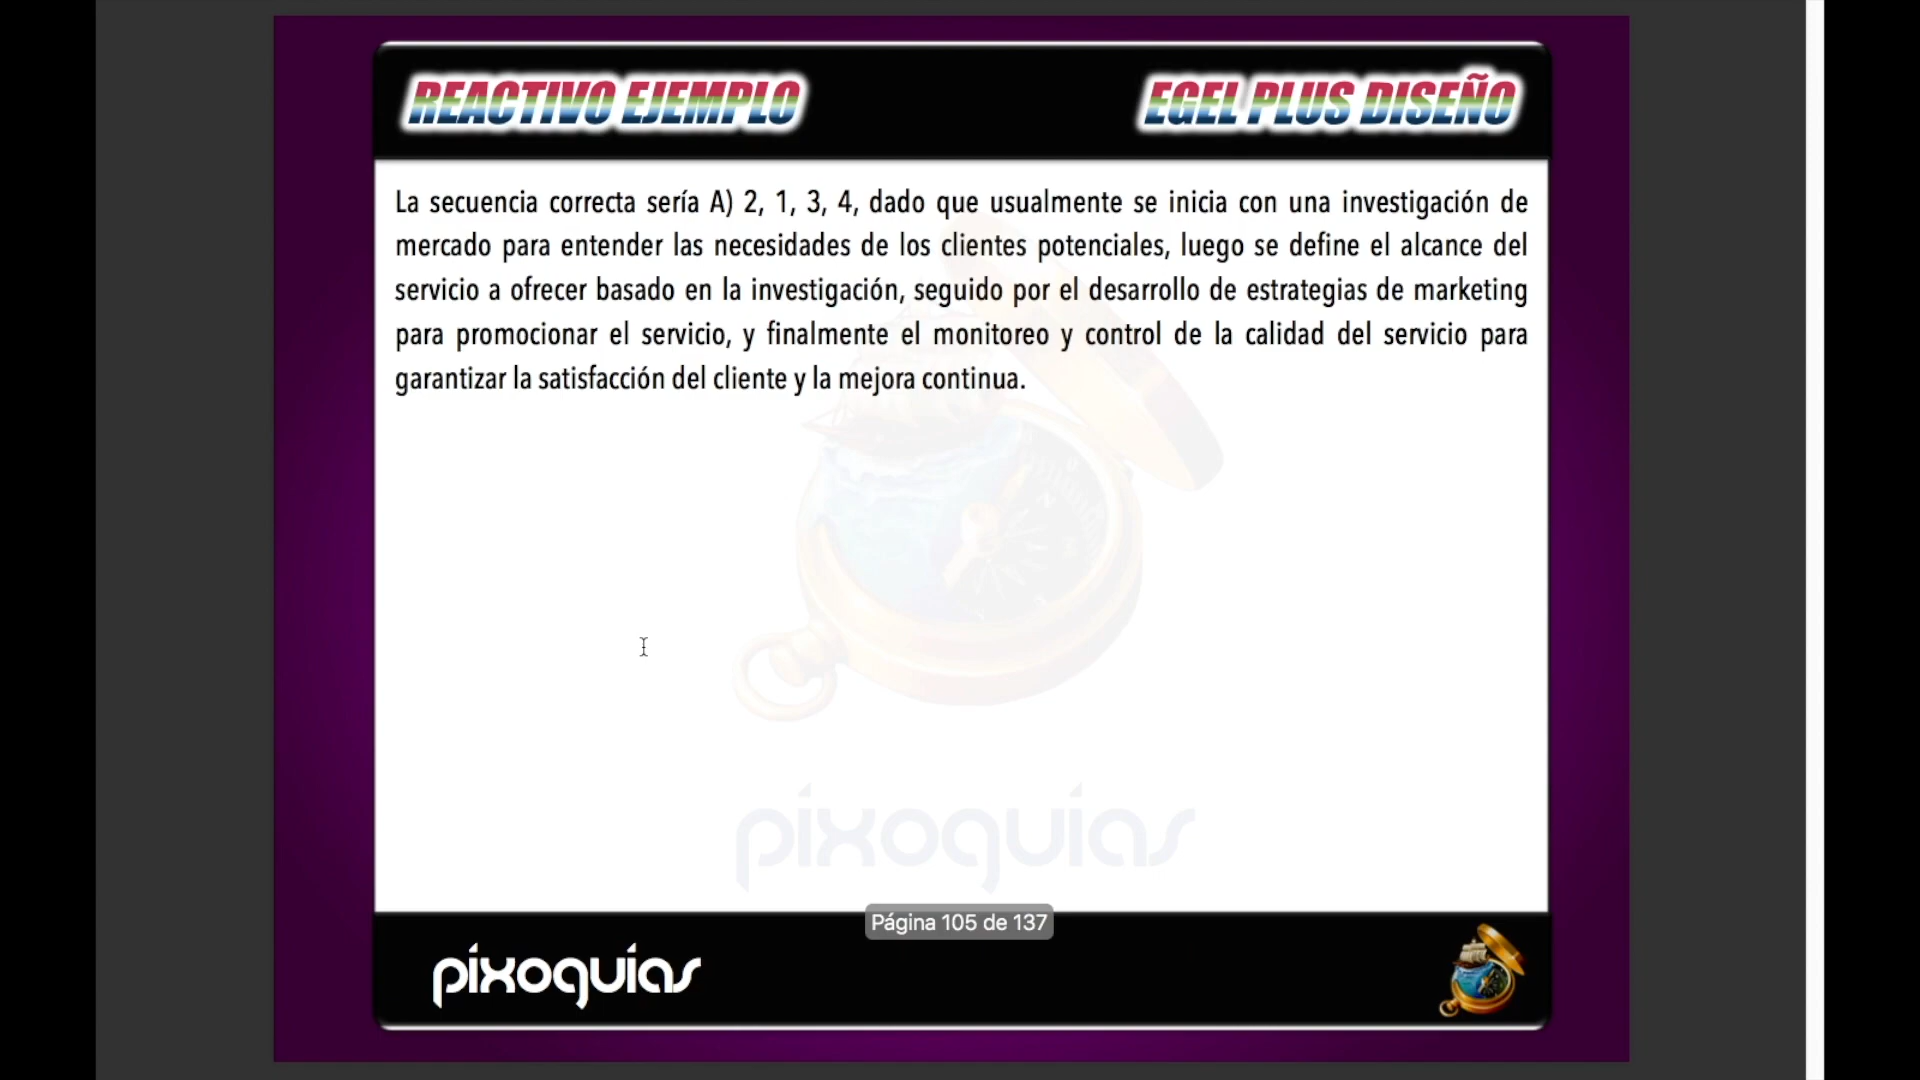 REACTIVO EJEMPLO
EGEL PLUS DISEÑO
La secuencia correcta sería A) 2, 1, 3, 4, dado que usualmente se inicia con una investigación de
mercado para entender las necesidades de los clientes potenciales, luego se define el alcance del
servicio a ofrecer basado en la investigación, seguido por el desarrollo de estrategias de marketing
para promocionar el servicio, y finalmente el monitoreo y control de la calidad del servicio para
garantizar la satisfacción del cliente y la mejora continua.
pixoguías
Página 105 de 137
pixoguías